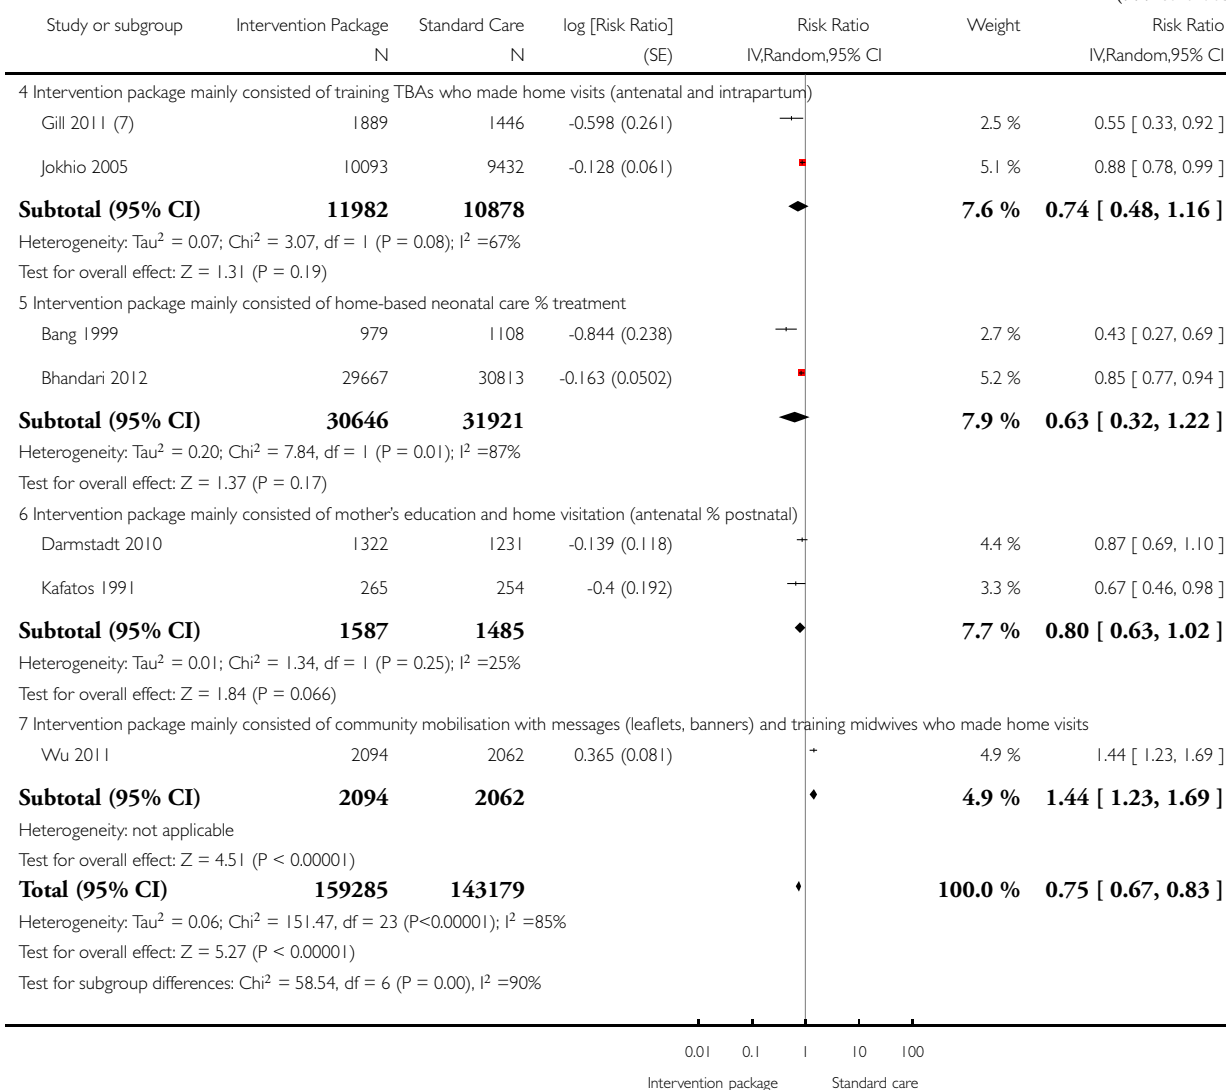 Study or subgroup Intervention Package Standard Care log [Risk Ratio] Risk Ratio Weight Risk Ratio
N N (SE) IV,Random,95% CI IV,Random,95% CI
4 Intervention package mainly consisted of training TBAs who made home visits (antenatal and intrapartum)
Gill 2011 (7) 1889 1446 -0.598 (0.261) 2.5 % 0.55 [ 0.33, 0.92 ]
Jokhio 2005 10093 9432 -0.128 (0.061) 5.1 % 0.88 [ 0.78, 0.99 ]
Subtotal (95% CI) 11982 10878 7.6 % 0.74 [ 0.48, 1.16 ]
Heterogeneity: Tau² = 0.07; Chi² = 3.07, df = 1 (P = 0.08); I² =67%
Test for overall effect: Z = 1.31 (P = 0.19)
5 Intervention package mainly consisted of home-based neonatal care % treatment
Bang 1999 979 1108 -0.844 (0.238) 2.7 % 0.43 [ 0.27, 0.69 ]
Bhandari 2012 29667 30813 -0.163 (0.0502) 5.2 % 0.85 [ 0.77, 0.94 ]
Subtotal (95% CI) 30646 31921 7.9 % 0.63 [ 0.32, 1.22 ]
Heterogeneity: Tau² = 0.20; Chi² = 7.84, df = 1 (P = 0.01); I² =87%
Test for overall effect: Z = 1.37 (P = 0.17)
6 Intervention package mainly consisted of mother's education and home visitation (antenatal % postnatal)
Darmstadt 2010 1322 1231 -0.139 (0.118) 4.4 % 0.87 [ 0.69, 1.10 ]
Kafatos 1991 265 254 -0.4 (0.192) 3.3 % 0.67 [ 0.46, 0.98 ]
Subtotal (95% CI) 1587 1485 7.7 % 0.80 [ 0.63, 1.02 ]
Heterogeneity: Tau² = 0.01; Chi² = 1.34, df = 1 (P = 0.25); I² =25%
Test for overall effect: Z = 1.84 (P = 0.066)
7 Intervention package mainly consisted of community mobilisation with messages (leaflets, banners) and training midwives who made home visits
Wu 2011 2094 2062 0.365 (0.081) 4.9 % 1.44 [ 1.23, 1.69 ]
Subtotal (95% CI) 2094 2062 4.9 % 1.44 [ 1.23, 1.69 ]
Heterogeneity: not applicable
Test for overall effect: Z = 4.51 (P < 0.00001)
Total (95% CI) 159285 143179 100.0 % 0.75 [ 0.67, 0.83 ]
Heterogeneity: Tau² = 0.06; Chi² = 151.47, df = 23 (P<0.00001); I² =85%
Test for overall effect: Z = 5.27 (P < 0.00001)
Test for subgroup differences: Chi² = 58.54, df = 6 (P = 0.00), I² =90%
0.01 0.1 1 10 100
Intervention package Standard care